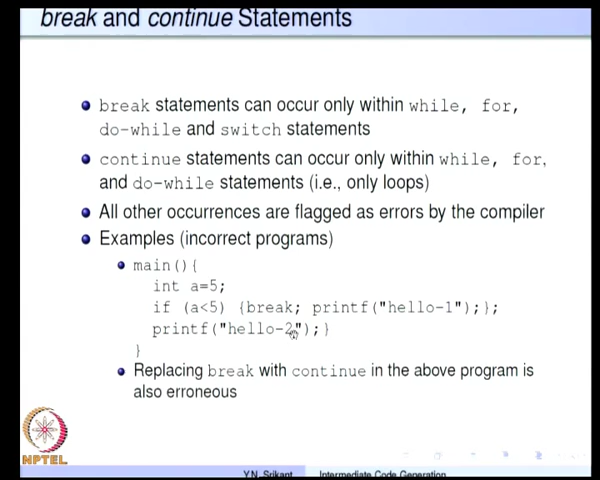 break and continue Statements
break statements can occur only within while, for,
do-while and switch statements
continue statements can occur only within while, for,
and do-while statements (i.e., only loops)
All other occurrences are flagged as errors by the compiler
Examples (incorrect programs)
main(){
int a=5;
if (a<5) {break; printf("hello-1");};
printf("hello-2");}
}
Replacing break with continue in the above program is
also erroneous
NPTEL
Y.N. Srikant Intermediate Code Generation